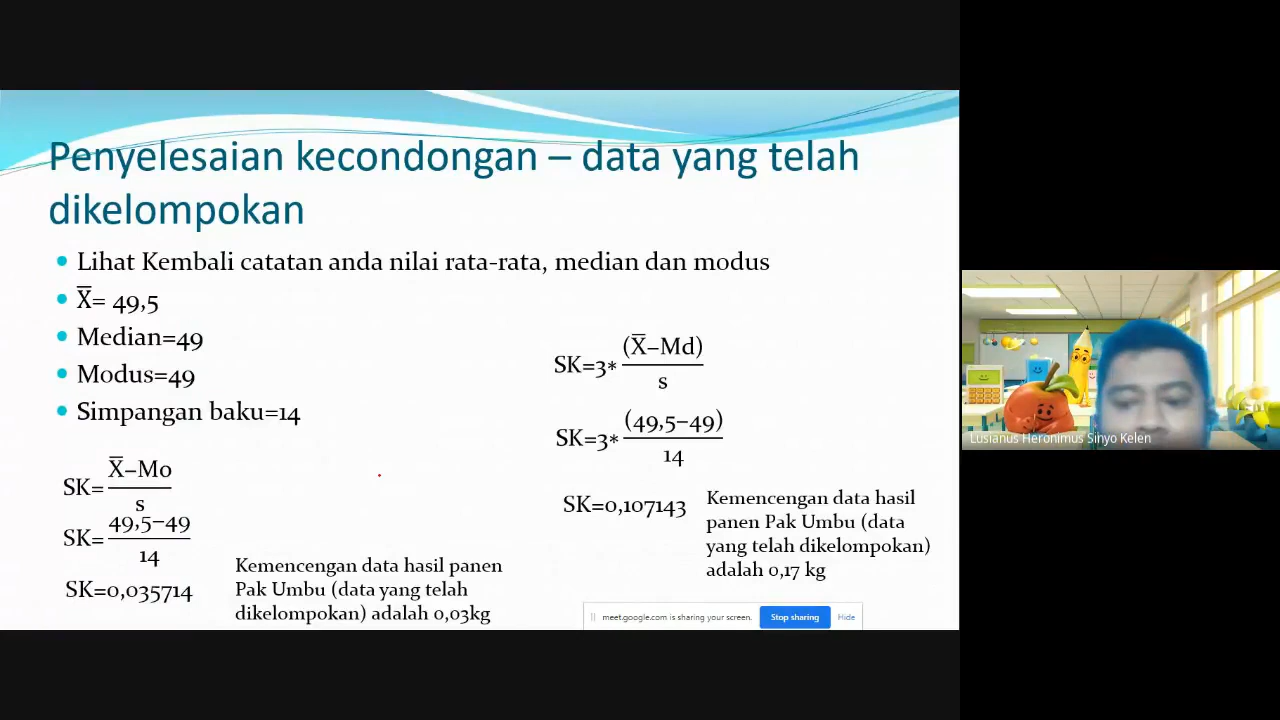 Penyelesaian kecondongan – data yang telah
dikelompokan
Lihat Kembali catatan anda nilai rata-rata, median dan modus
X̅= 49,5
Median=49
Modus=49
Simpangan baku=14
SK=
X̅−Mo
s
SK=
49,5−49
14
SK=0,035714
Kemencengan data hasil panen
Pak Umbu (data yang telah
dikelompokan) adalah 0,03kg
SK=3*
(X̅−Md)
s
SK=3*
(49,5−49)
14
SK=0,107143
Kemencengan data hasil
panen Pak Umbu (data
yang telah dikelompokan)
adalah 0,17 kg
meet.google.com is sharing your screen.
Stop sharing
Hide
Lusianus Heronimus Sinyo Kelen